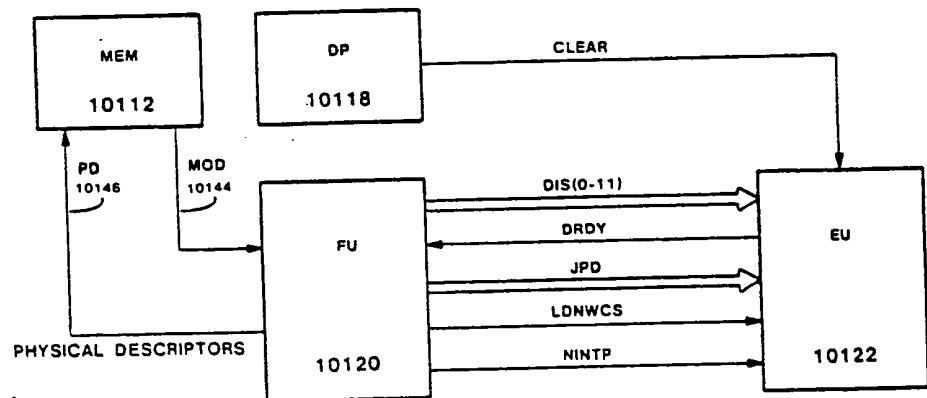 MEM
10112
DP
10118
CLEAR
PD
10146
MOD
10144
DIS(0-11)
DRDY
FU
EU
JPD
LDNWCS
NINTP
PHYSICAL DESCRIPTORS
10120
10122